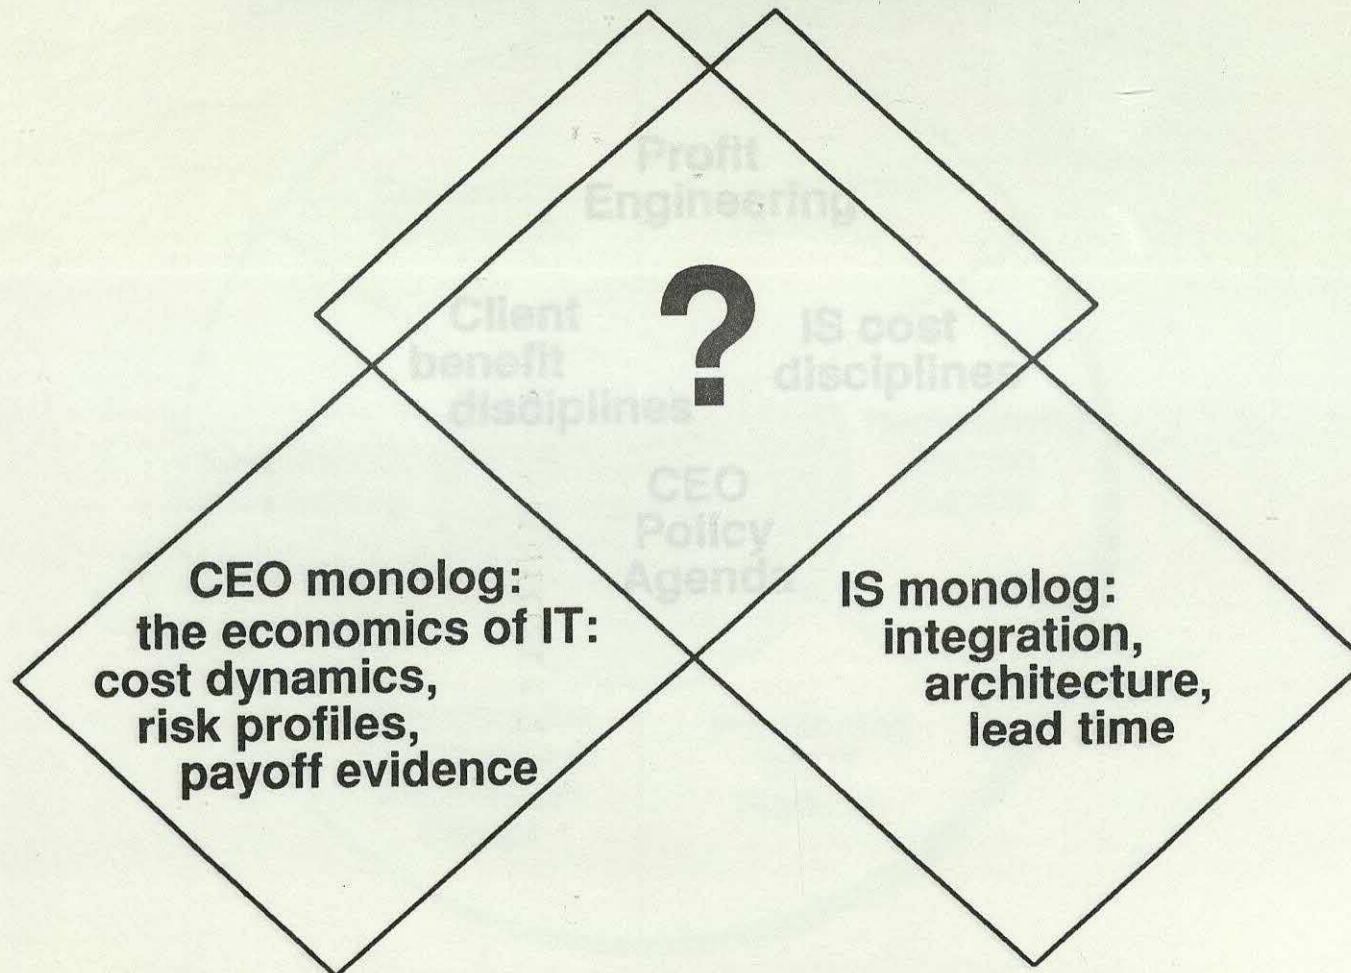 Profit
Engineering
?
Client
benefit
disciplines
IS cost
disciplines
CEO
Policy
Agenda
CEO monolog:
the economics of IT:
cost dynamics,
risk profiles,
payoff evidence
IS monolog:
integration,
architecture,
lead time